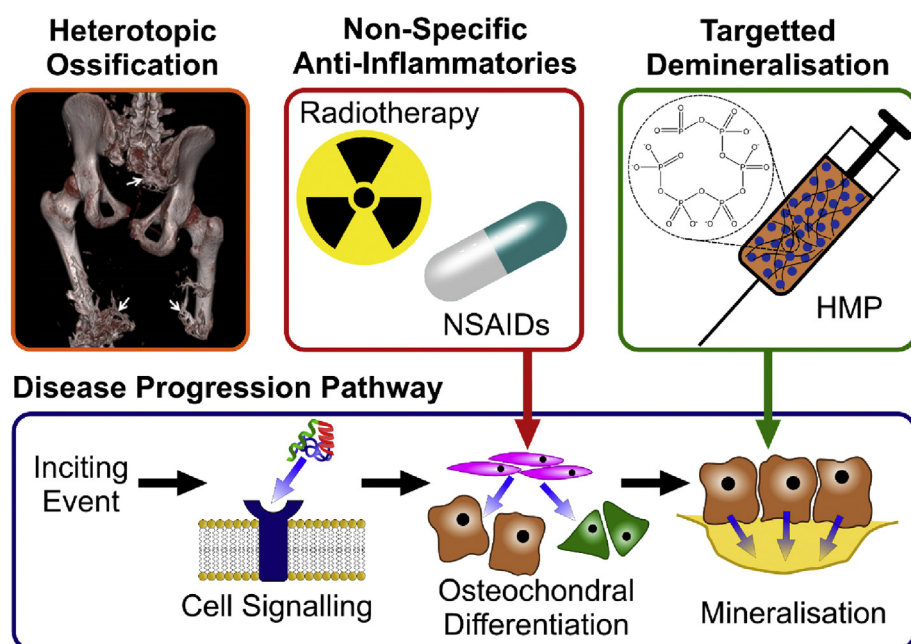 Heterotopic
Ossification
Non-Specific
Anti-Inflammatories
Targetted
Demineralisation
Radiotherapy
NSAIDs
O
O⁻
O
O
P
O
P
O⁻
⁻O
O
O
⁻O
P
P
O
O
O⁻
O
O
P
P
O
O
O⁻
O
⁻O
HMP
Disease Progression Pathway
Inciting
Event
Cell Signalling
Osteochondral
Differentiation
Mineralisation